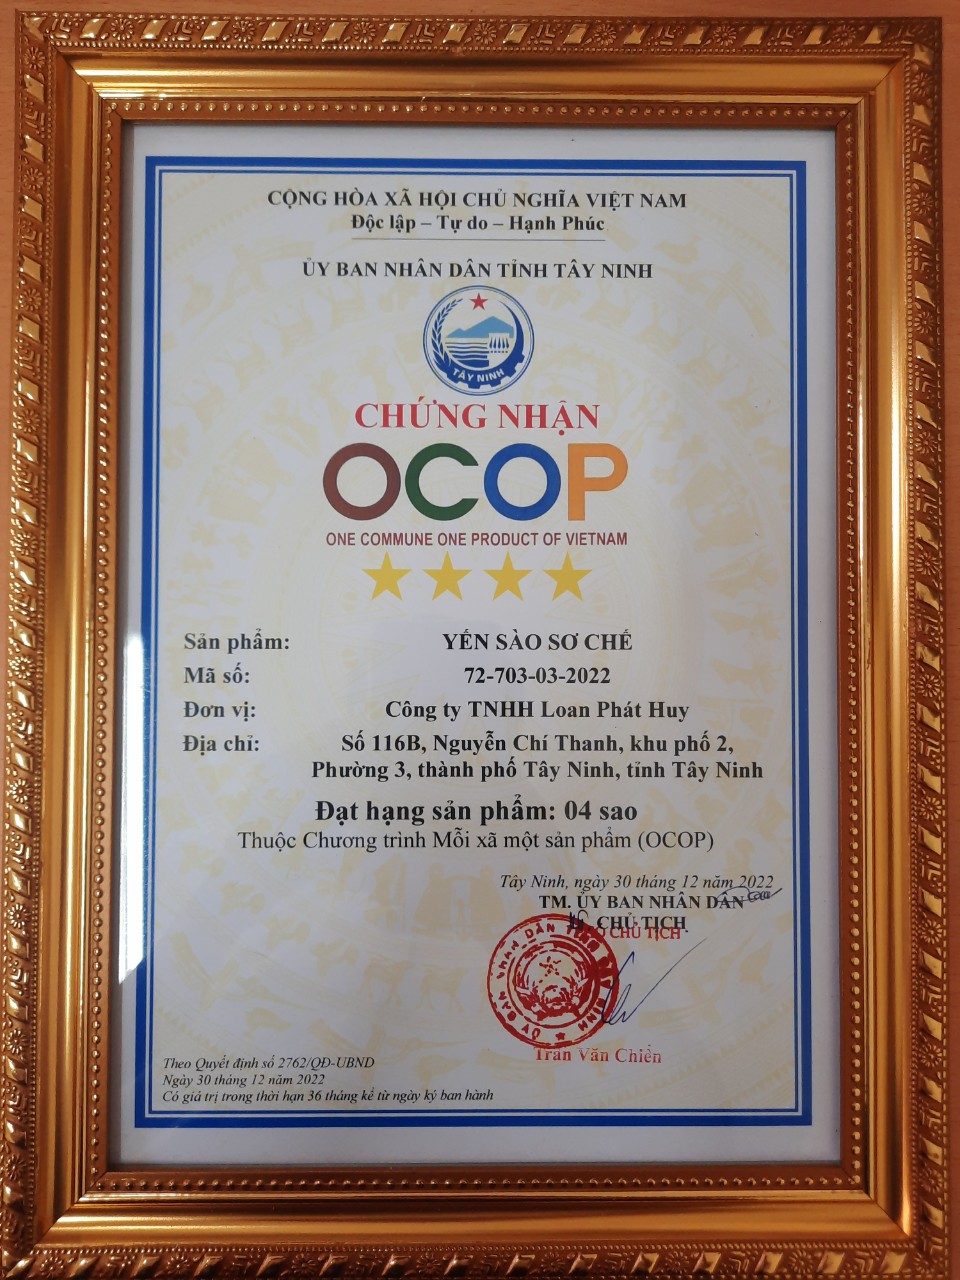 CỘNG HÒA XÃ HỘI CHỦ NGHĨA VIỆT NAM
Độc lập – Tự do – Hạnh Phúc
ỦY BAN NHÂN DÂN TỈNH TÂY NINH
TÂY NINH
CHỨNG NHẬN
OCOP
ONE COMMUNE ONE PRODUCT OF VIETNAM
Sản phẩm: YẾN SÀO SƠ CHẾ
Mã số: 72-703-03-2022
Đơn vị: Công ty TNHH Loan Phát Huy
Địa chỉ: Số 116B, Nguyễn Chí Thanh, khu phố 2,
Phường 3, thành phố Tây Ninh, tỉnh Tây Ninh
Đạt hạng sản phẩm: 04 sao
Thuộc Chương trình Mỗi xã một sản phẩm (OCOP)
Tây Ninh, ngày 30 tháng 12 năm 2022
TM. ỦY BAN NHÂN DÂN
CHỦ TỊCH
CHỦ TỊCH
ỦY BAN NHÂN DÂN
Trần Văn Chiến
Theo Quyết định số 2762/QĐ-UBND
Ngày 30 tháng 12 năm 2022
Có giá trị trong thời hạn 36 tháng kể từ ngày ký ban hành